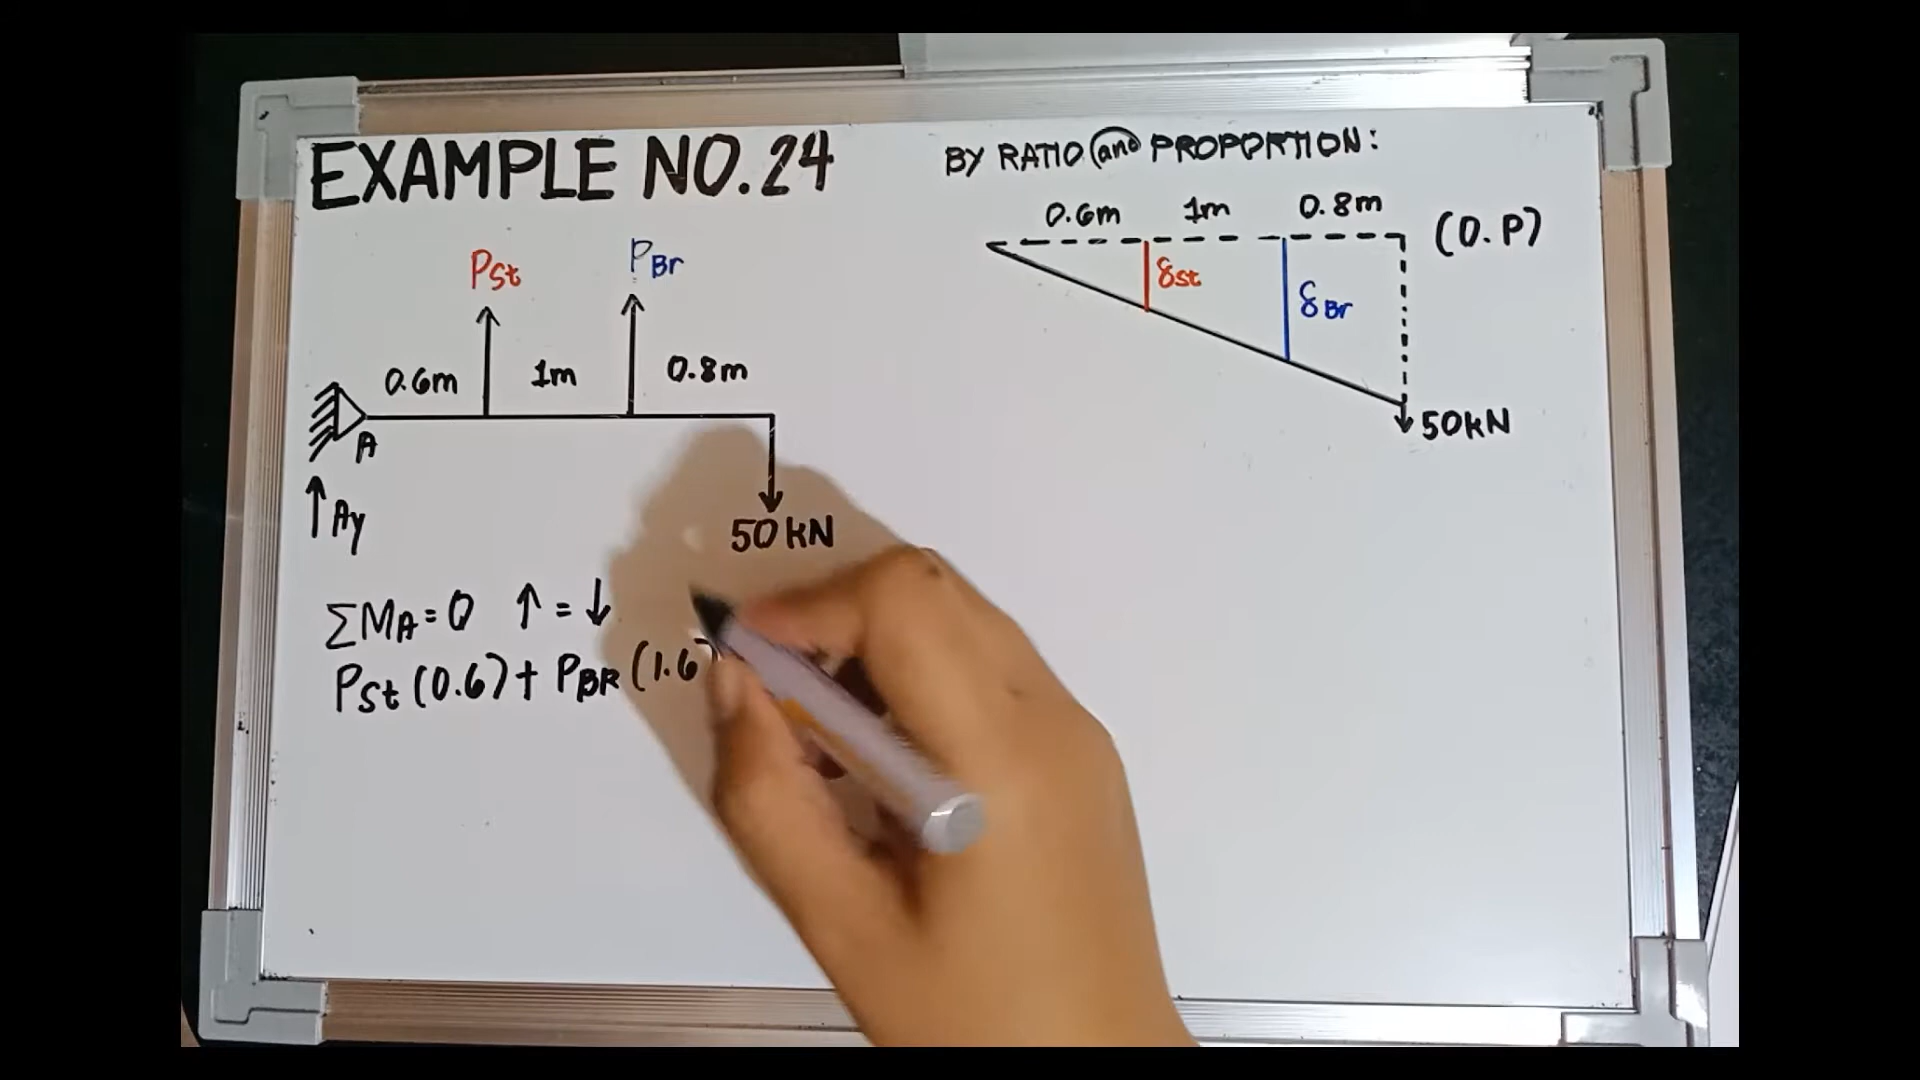 EXAMPLE NO. 24
PSt
PBr
0.6m 1m 0.8m
A
Ay
50 kN
ΣMA = 0 ↑ = ↓
PSt (0.6) + PBR (1.6)
BY RATIO and PROPORTION:
0.6m 1m 0.8m (O.P)
δSt
δBr
50kN